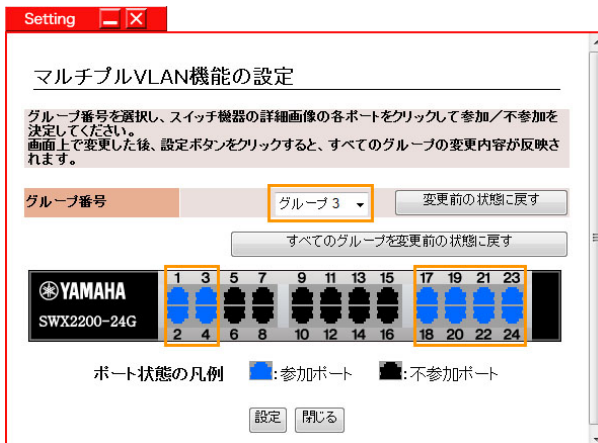 Setting
マルチプルVLAN機能の設定
グループ番号を選択し、スイッチ機器の詳細画像の各ポートをクリックして参加／不参加を
決定してください。
画面上で変更した後、設定ボタンをクリックすると、すべてのグループの変更内容が反映さ
れます。
グループ番号 グループ 3 変更前の状態に戻す
すべてのグループを変更前の状態に戻す
1 3 5 7 9 11 13 15 17 19 21 23
YAMAHA
SWX2200-24G
2 4 6 8 10 12 14 16 18 20 22 24
ポート状態の凡例 :参加ポート :不参加ポート
設定 閉じる